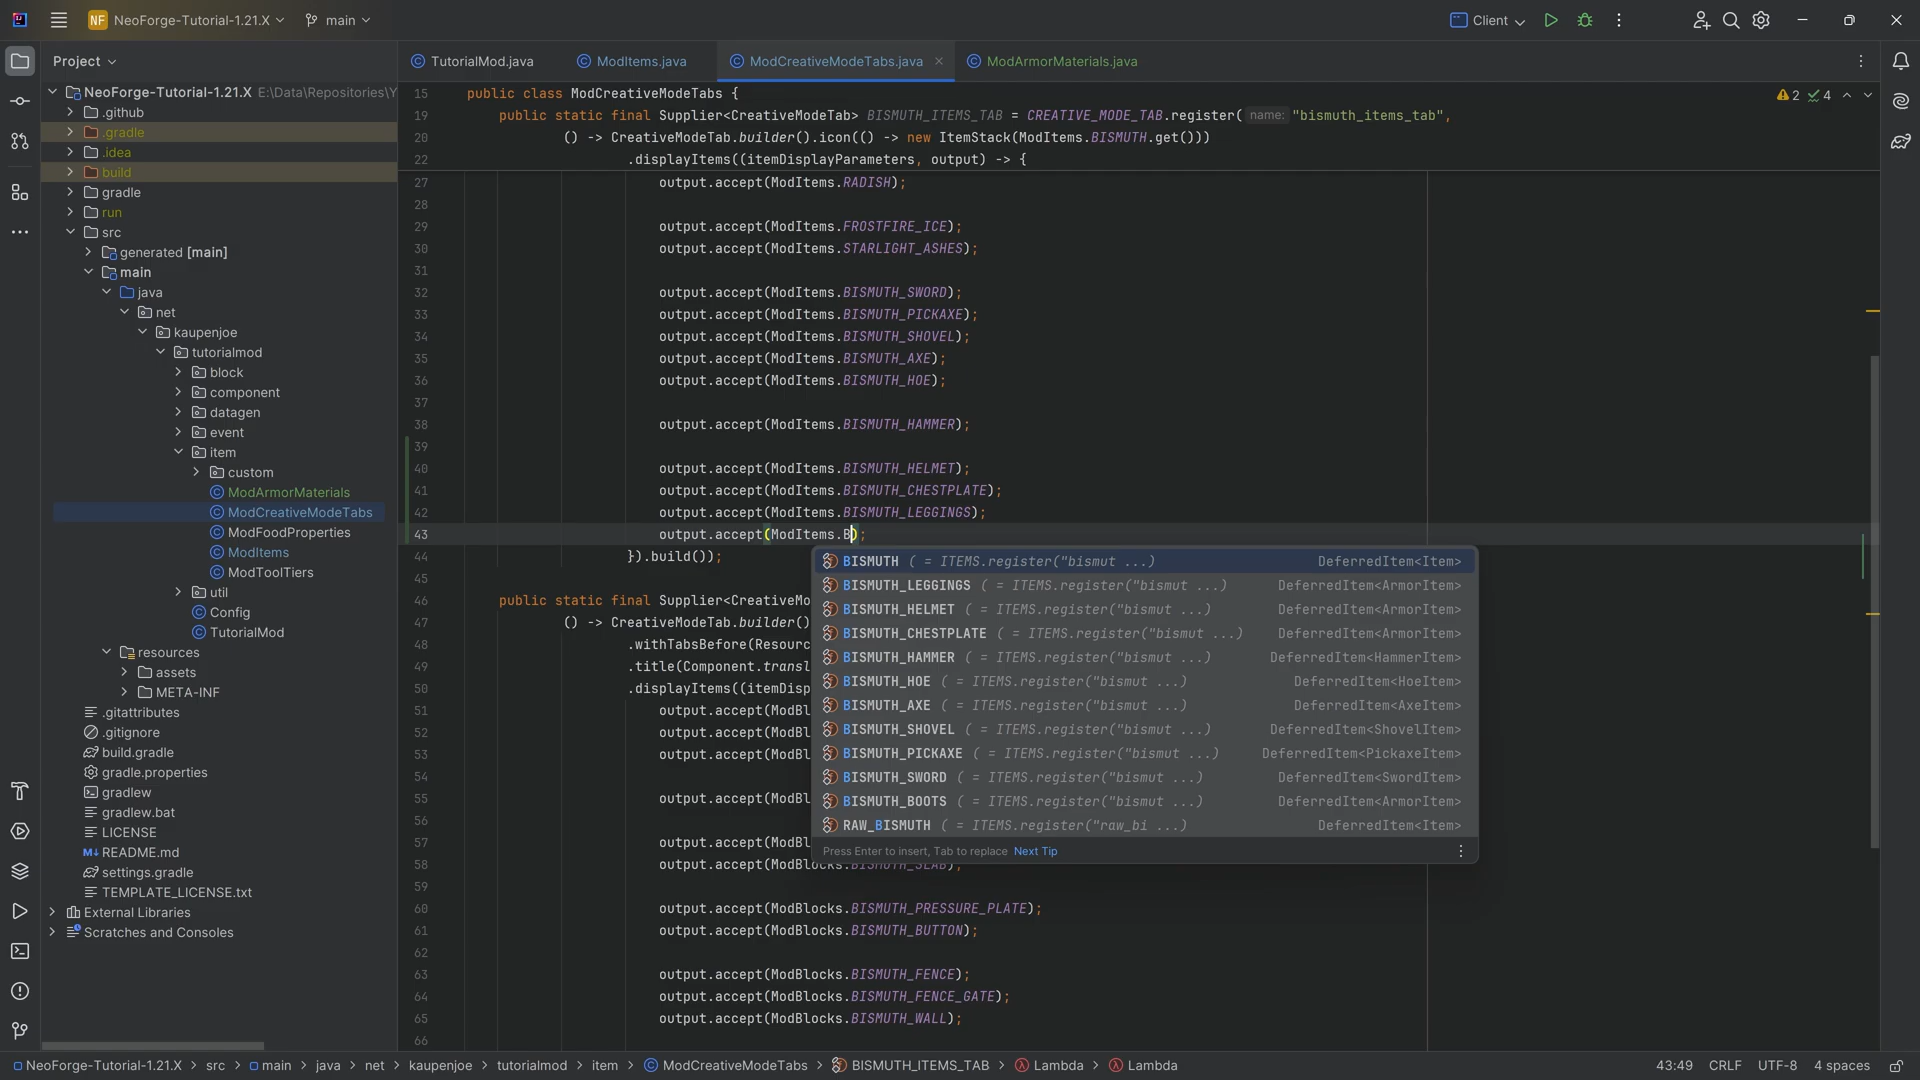 NF NeoForge-Tutorial-1.21.X main Client
Project
TutorialMod.java ModItems.java ModCreativeModeTabs.java ModArmorMaterials.java
NeoForge-Tutorial-1.21.X E:\Data\Repositories\Y
.github
.gradle
.idea
build
gradle
run
src
generated [main]
main
java
net
kaupenjoe
tutorialmod
block
component
datagen
event
item
custom
ModArmorMaterials
ModCreativeModeTabs
ModFoodProperties
ModItems
ModToolTiers
util
Config
TutorialMod
resources
assets
META-INF
.gitattributes
.gitignore
build.gradle
gradle.properties
gradlew
gradlew.bat
LICENSE
README.md
settings.gradle
TEMPLATE_LICENSE.txt
External Libraries
Scratches and Consoles
2 4
15 public class ModCreativeModeTabs {
19 public static final Supplier<CreativeModeTab> BISMUTH_ITEMS_TAB = CREATIVE_MODE_TAB.register( name: "bismuth_items_tab",
20 () -> CreativeModeTab.builder().icon(() -> new ItemStack(ModItems.BISMUTH.get()))
22 .displayItems((itemDisplayParameters, output) -> {
27 output.accept(ModItems.RADISH);
28
29 output.accept(ModItems.FROSTFIRE_ICE);
30 output.accept(ModItems.STARLIGHT_ASHES);
31
32 output.accept(ModItems.BISMUTH_SWORD);
33 output.accept(ModItems.BISMUTH_PICKAXE);
34 output.accept(ModItems.BISMUTH_SHOVEL);
35 output.accept(ModItems.BISMUTH_AXE);
36 output.accept(ModItems.BISMUTH_HOE);
37
38 output.accept(ModItems.BISMUTH_HAMMER);
39
40 output.accept(ModItems.BISMUTH_HELMET);
41 output.accept(ModItems.BISMUTH_CHESTPLATE);
42 output.accept(ModItems.BISMUTH_LEGGINGS);
43 output.accept(ModItems.B);
44 }).build());
45
46 public static final Supplier<CreativeMo
47 () -> CreativeModeTab.builder()
48 .withTabsBefore(Resourc
49 .title(Component.transl
50 .displayItems((itemDisp
51 output.accept(ModBl
52 output.accept(ModBl
53 output.accept(ModBl
54
55 output.accept(ModBl
56
57 output.accept(ModBl
58 output.accept(ModBlocks.BISMUTH_SLAB);
59
60 output.accept(ModBlocks.BISMUTH_PRESSURE_PLATE);
61 output.accept(ModBlocks.BISMUTH_BUTTON);
62
63 output.accept(ModBlocks.BISMUTH_FENCE);
64 output.accept(ModBlocks.BISMUTH_FENCE_GATE);
65 output.accept(ModBlocks.BISMUTH_WALL);
66
BISMUTH ( = ITEMS.register("bismut ...) DeferredItem<Item>
BISMUTH_LEGGINGS ( = ITEMS.register("bismut ...) DeferredItem<ArmorItem>
BISMUTH_HELMET ( = ITEMS.register("bismut ...) DeferredItem<ArmorItem>
BISMUTH_CHESTPLATE ( = ITEMS.register("bismut ...) DeferredItem<ArmorItem>
BISMUTH_HAMMER ( = ITEMS.register("bismut ...) DeferredItem<HammerItem>
BISMUTH_HOE ( = ITEMS.register("bismut ...) DeferredItem<HoeItem>
BISMUTH_AXE ( = ITEMS.register("bismut ...) DeferredItem<AxeItem>
BISMUTH_SHOVEL ( = ITEMS.register("bismut ...) DeferredItem<ShovelItem>
BISMUTH_PICKAXE ( = ITEMS.register("bismut ...) DeferredItem<PickaxeItem>
BISMUTH_SWORD ( = ITEMS.register("bismut ...) DeferredItem<SwordItem>
BISMUTH_BOOTS ( = ITEMS.register("bismut ...) DeferredItem<ArmorItem>
RAW_BISMUTH ( = ITEMS.register("raw_bi ...) DeferredItem<Item>
Press Enter to insert, Tab to replace Next Tip
NeoForge-Tutorial-1.21.X > src > main > java > net > kaupenjoe > tutorialmod > item > ModCreativeModeTabs > BISMUTH_ITEMS_TAB > Lambda > Lambda 43:49 CRLF UTF-8 4 spaces